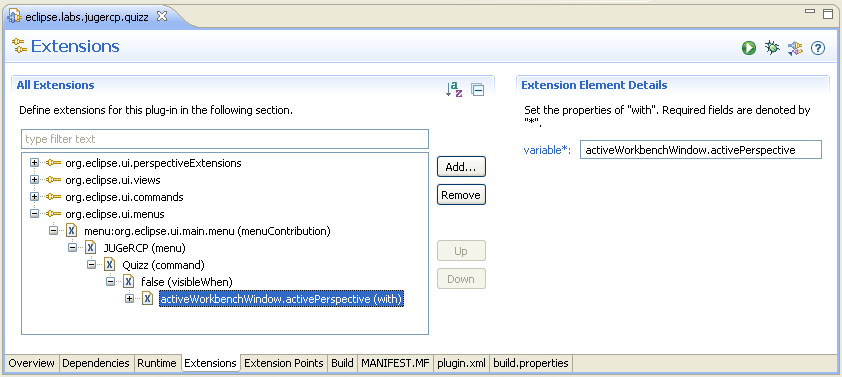 eclipse.labs.jugercp.quizz
Extensions
All Extensions
Define extensions for this plug-in in the following section.
type filter text
org.eclipse.ui.perspectiveExtensions
org.eclipse.ui.views
org.eclipse.ui.commands
org.eclipse.ui.menus
menu:org.eclipse.ui.main.menu (menuContribution)
JUGeRCP (menu)
Quizz (command)
false (visibleWhen)
activeWorkbenchWindow.activePerspective (with)
Add...
Remove
Up
Down
Extension Element Details
Set the properties of "with". Required fields are denoted by
"*".
variable*: activeWorkbenchWindow.activePerspective
Overview Dependencies Runtime Extensions Extension Points Build MANIFEST.MF plugin.xml build.properties